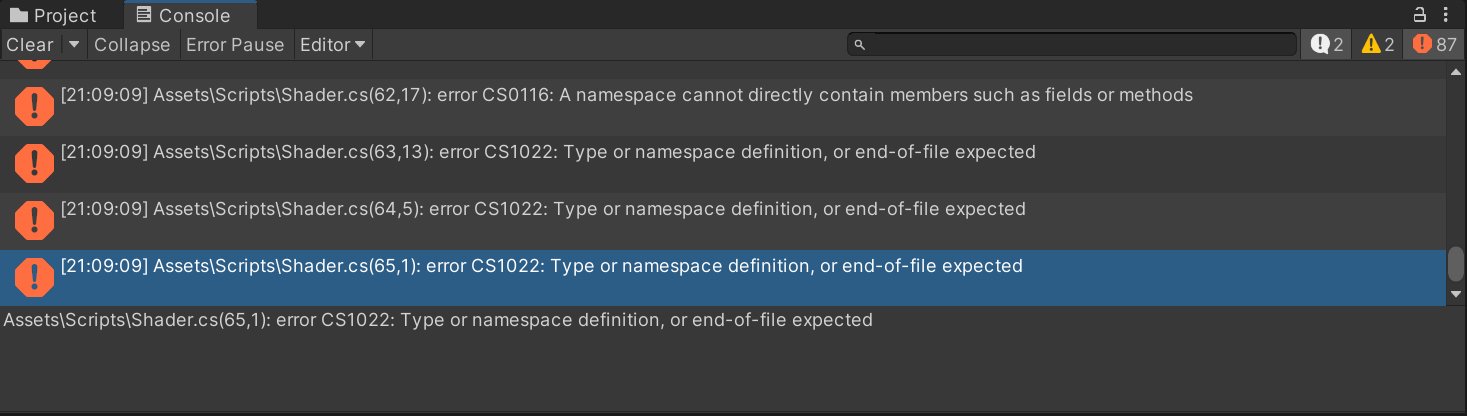 Project Console
Clear Collapse Error Pause Editor 2 2 87
[21:09:09] Assets\Scripts\Shader.cs(62,17): error CS0116: A namespace cannot directly contain members such as fields or methods
[21:09:09] Assets\Scripts\Shader.cs(63,13): error CS1022: Type or namespace definition, or end-of-file expected
[21:09:09] Assets\Scripts\Shader.cs(64,5): error CS1022: Type or namespace definition, or end-of-file expected
[21:09:09] Assets\Scripts\Shader.cs(65,1): error CS1022: Type or namespace definition, or end-of-file expected
Assets\Scripts\Shader.cs(65,1): error CS1022: Type or namespace definition, or end-of-file expected